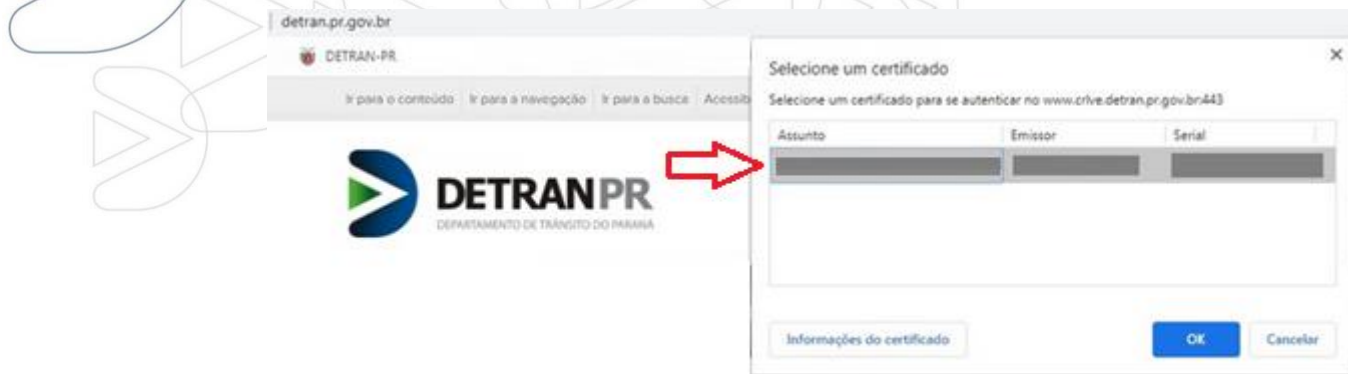 detran.pr.gov.br
DETRAN-PR
Ir para o conteúdo Ir para a navegação Ir para a busca Acessib
DETRANPR
DEPARTAMENTO DE TRÂNSITO DO PARANÁ
Selecione um certificado
Selecione um certificado para se autenticar no www.crlve.detran.pr.gov.br:443
Assunto Emissor Serial
Informações do certificado OK Cancelar